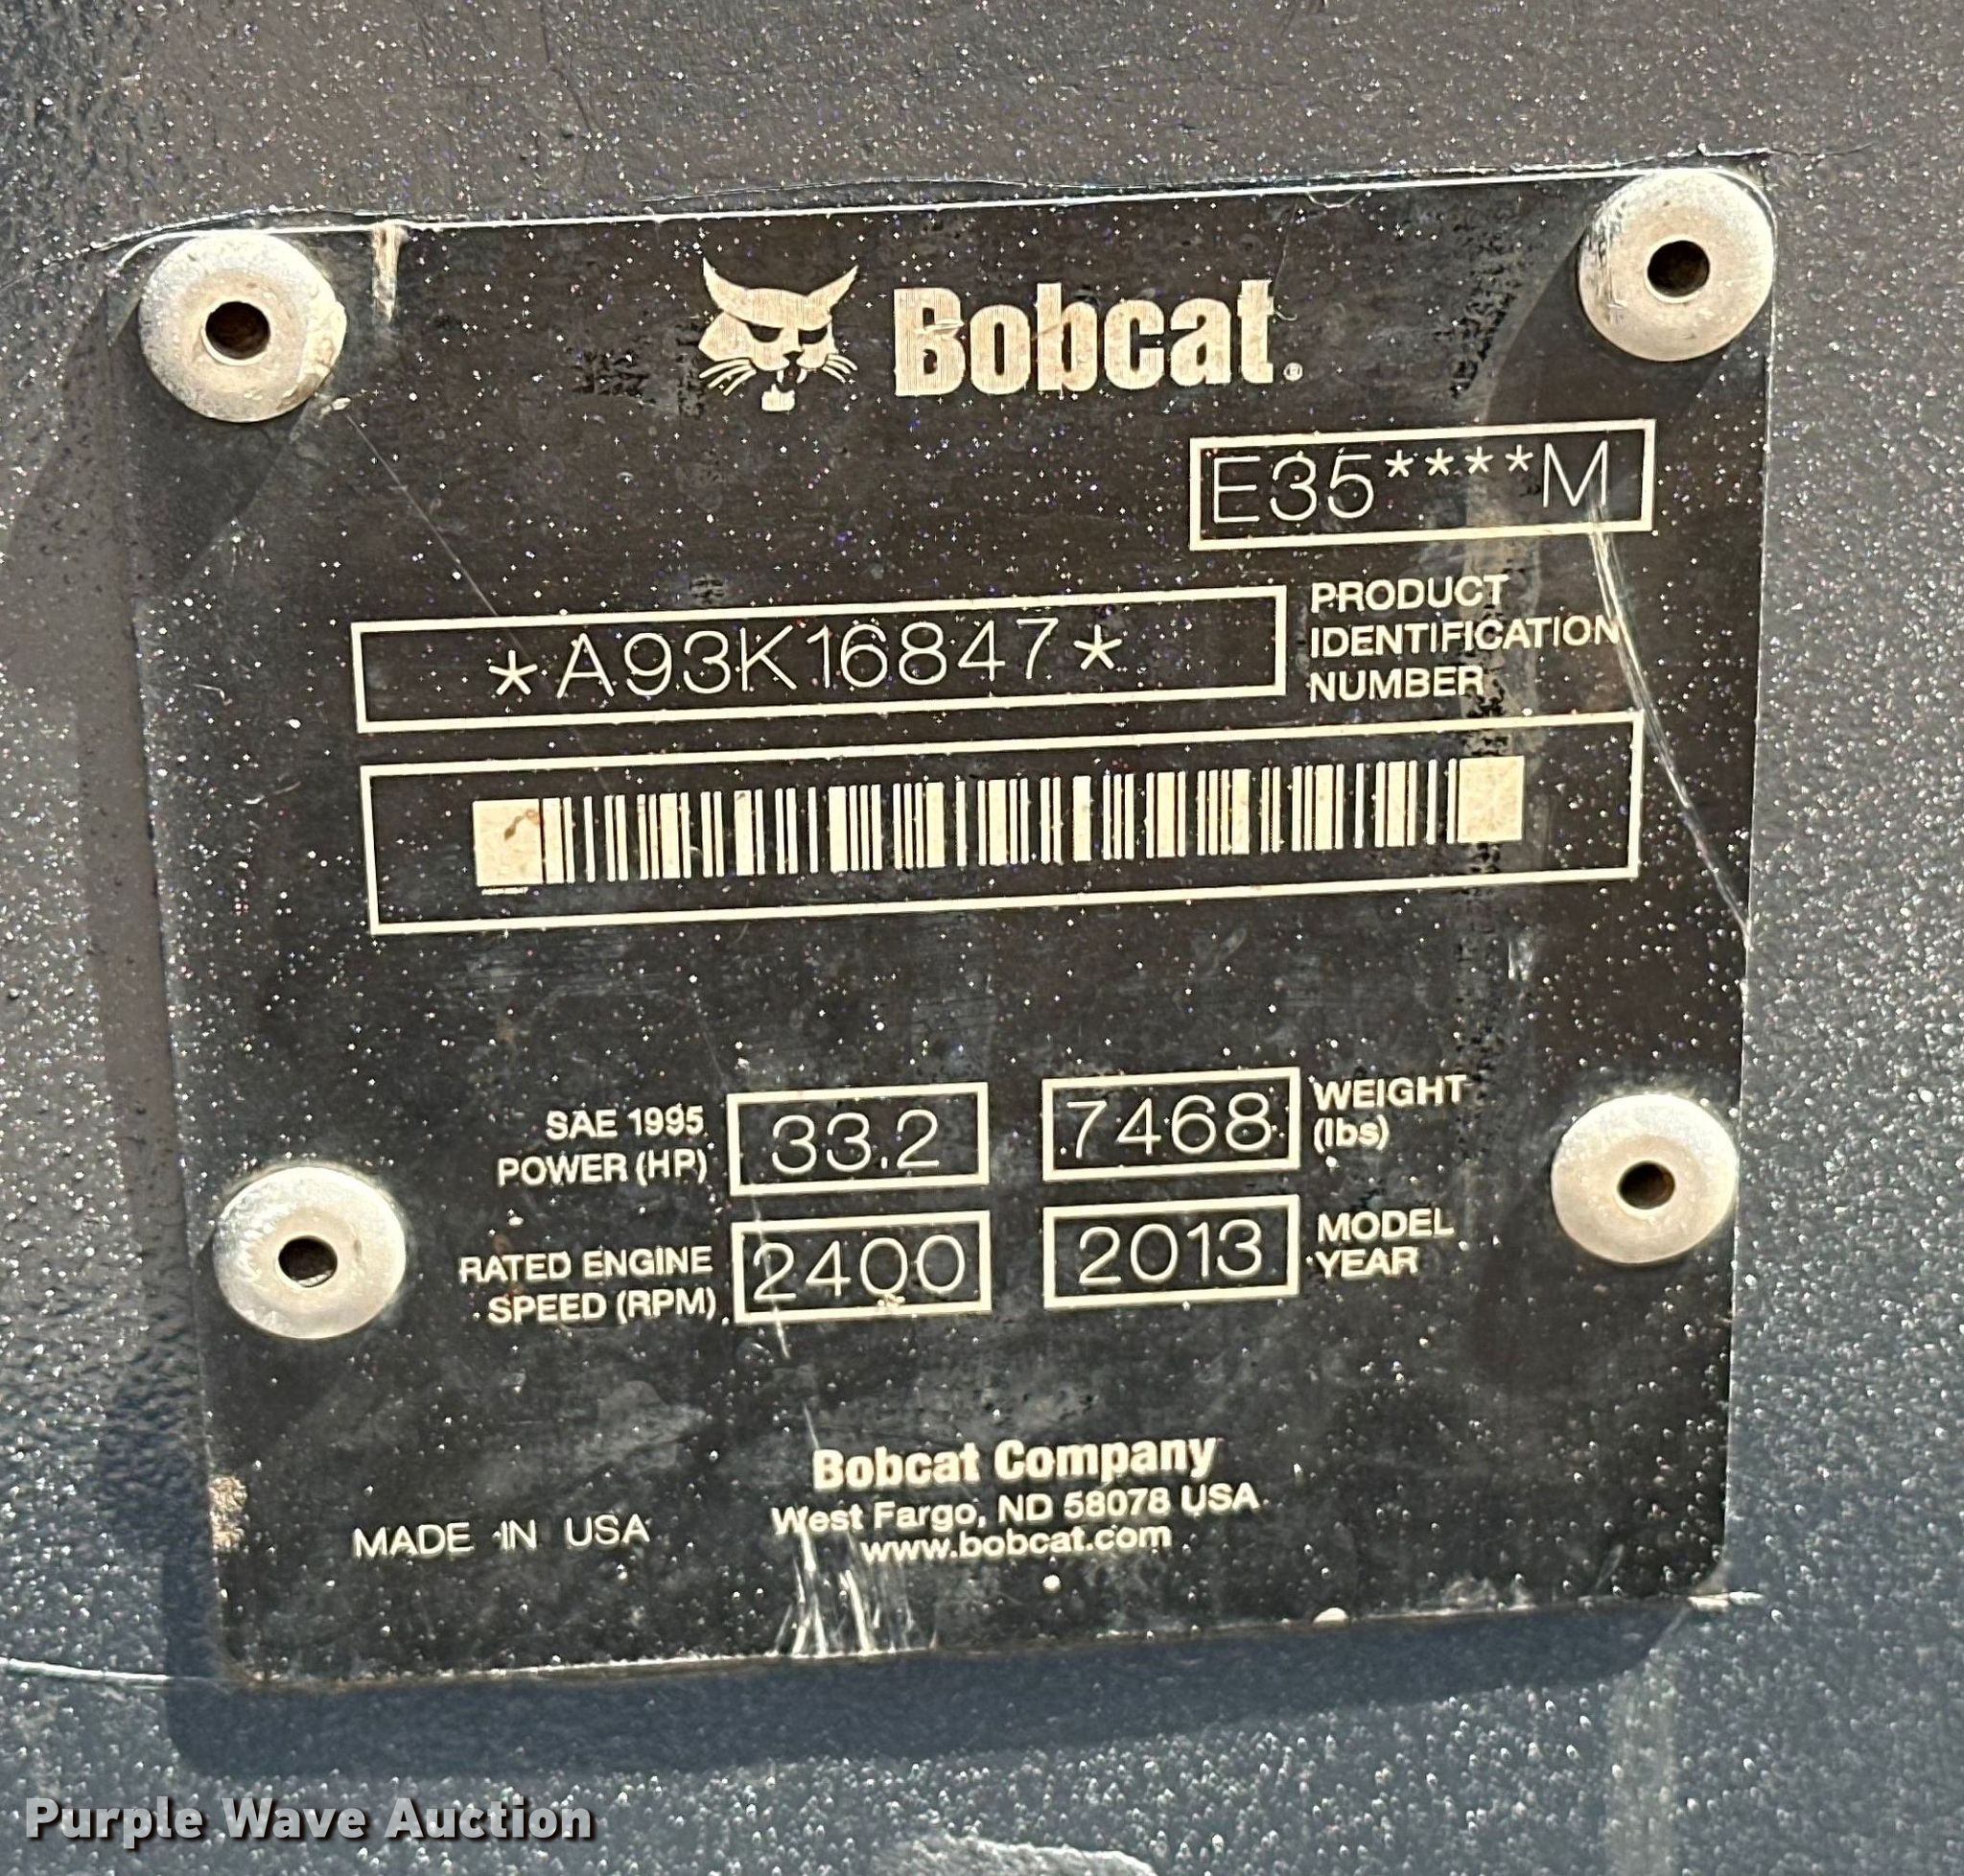 Bobcat®
E35****M
*A93K16847*
PRODUCT
IDENTIFICATION
NUMBER
SAE 1995
POWER (HP)
33.2
7468
WEIGHT
(lbs)
RATED ENGINE
SPEED (RPM)
2400
2013
MODEL
YEAR
Bobcat Company
West Fargo, ND 58078 USA
www.bobcat.com
MADE IN USA
Purple Wave Auction